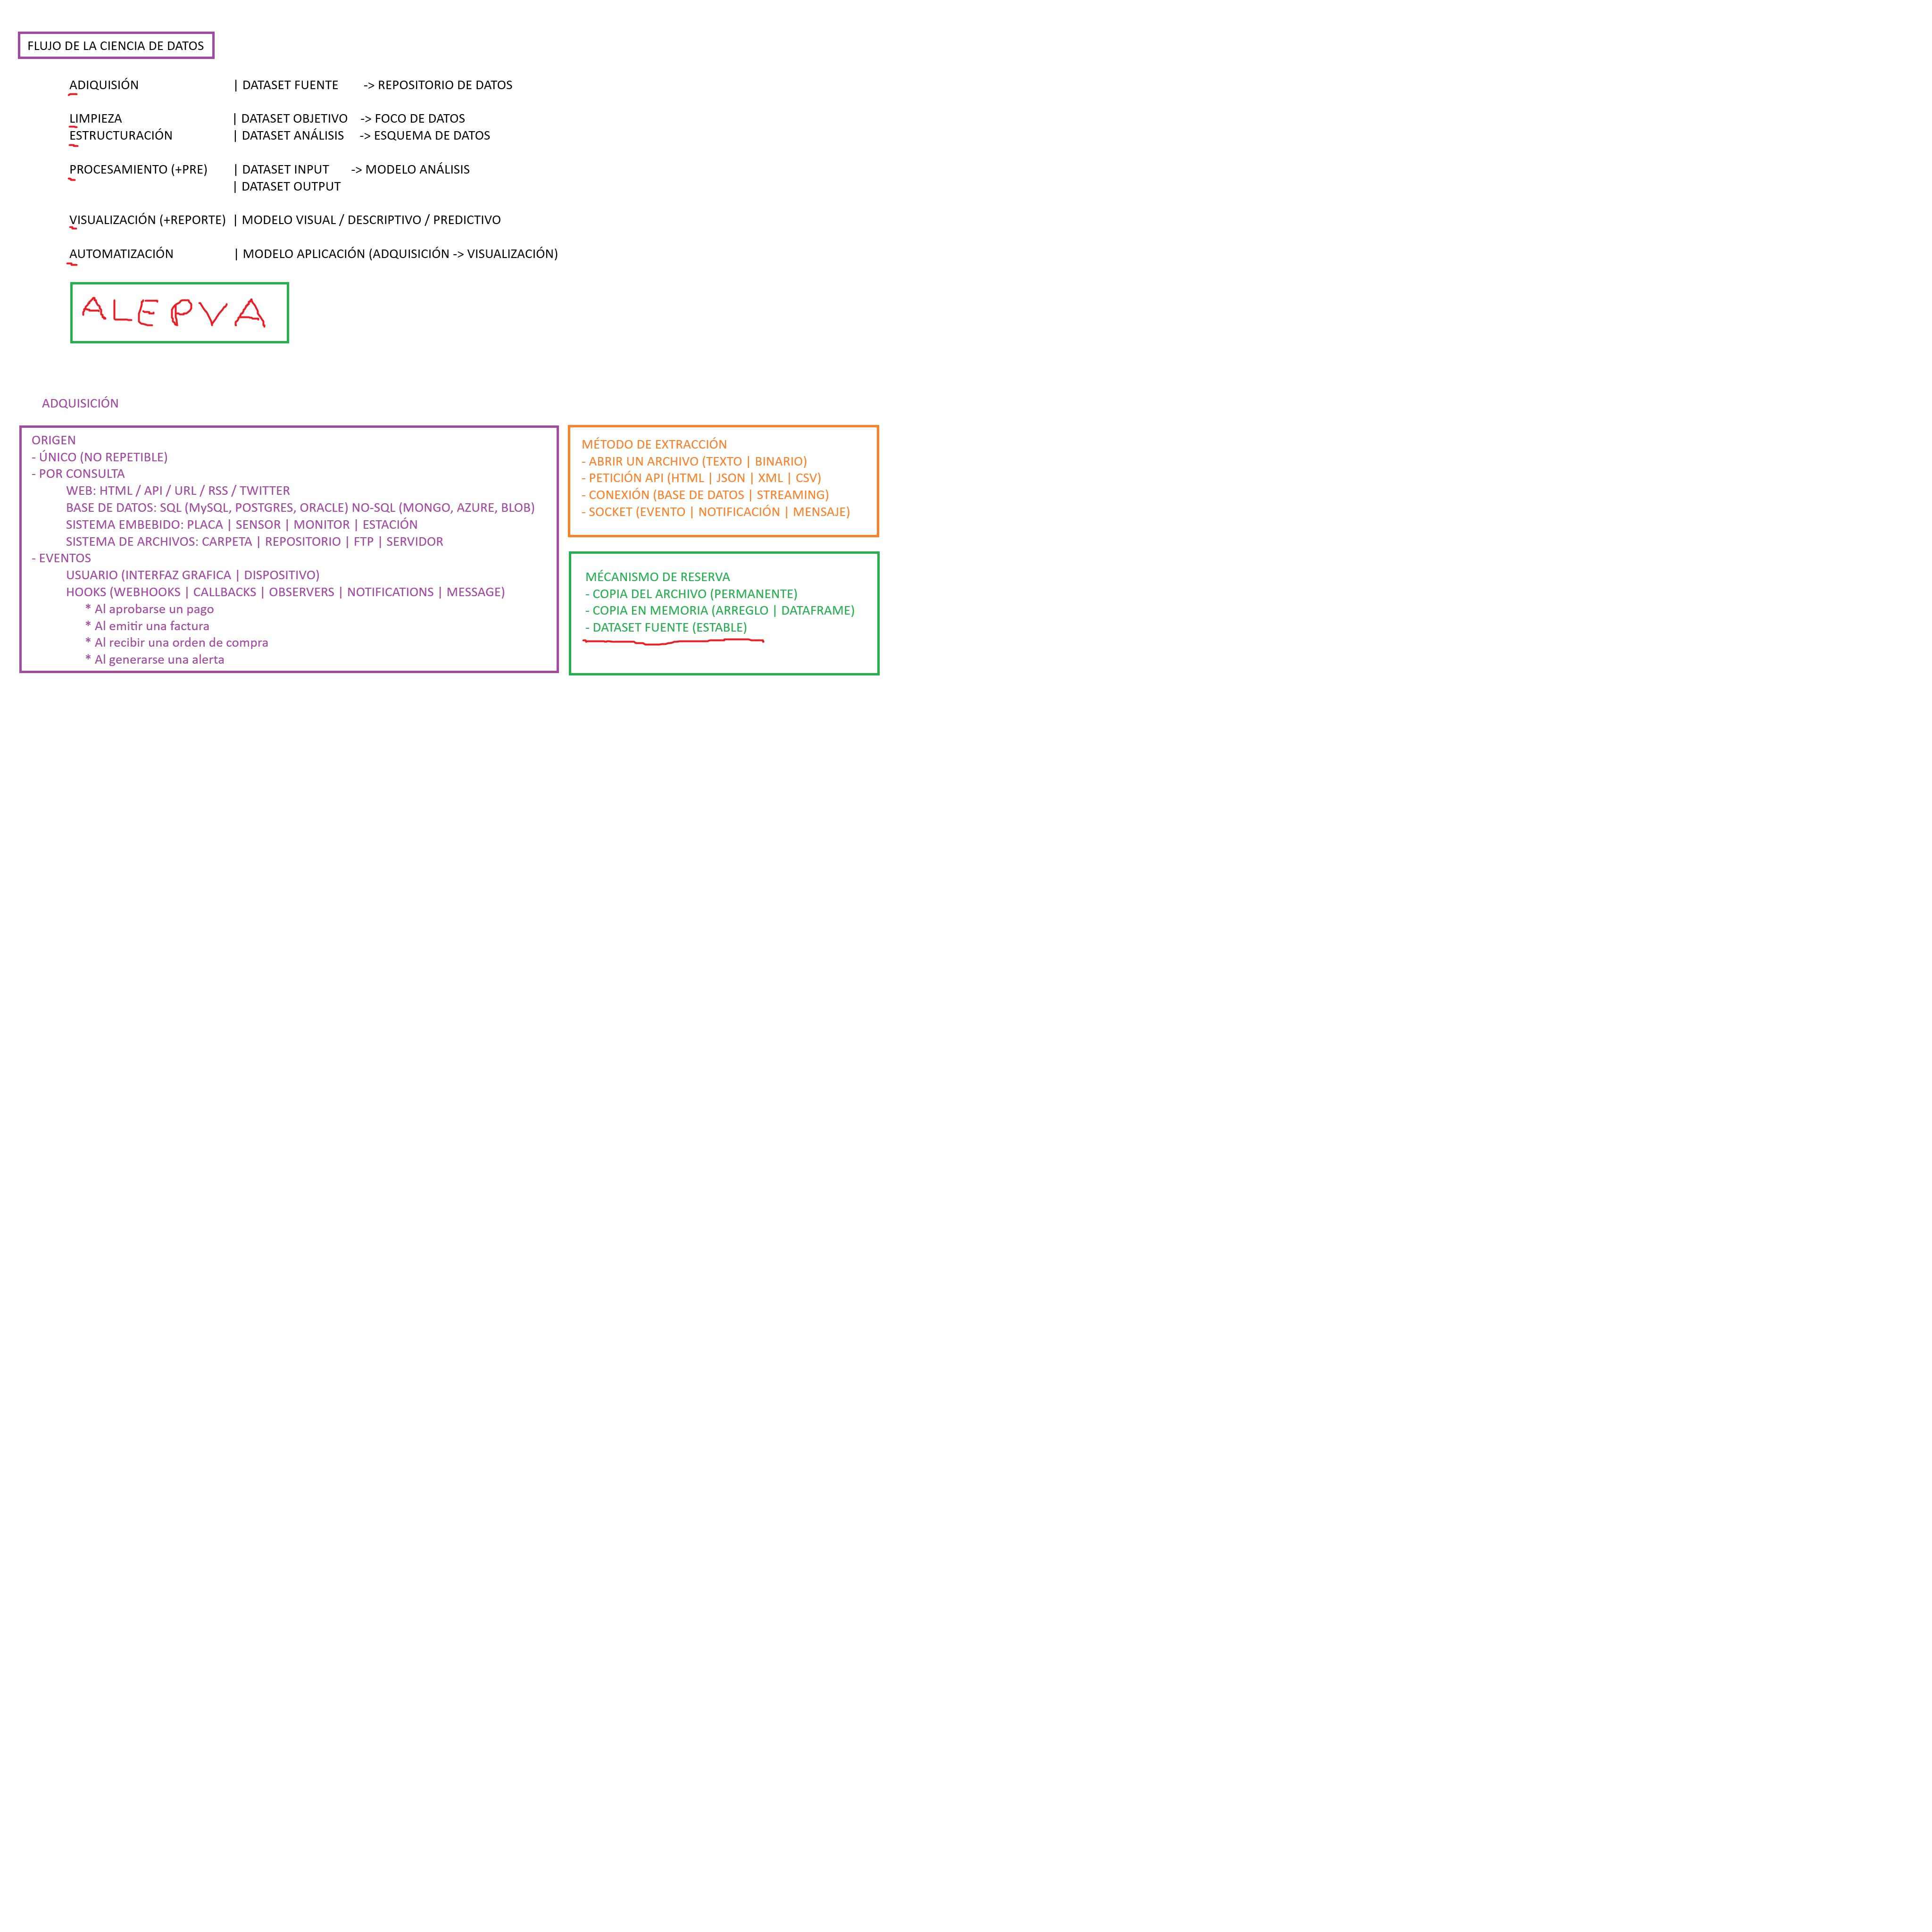 FLUJO DE LA CIENCIA DE DATOS
ADIQUISIÓN | DATASET FUENTE -> REPOSITORIO DE DATOS
LIMPIEZA | DATASET OBJETIVO -> FOCO DE DATOS
ESTRUCTURACIÓN | DATASET ANÁLISIS -> ESQUEMA DE DATOS
PROCESAMIENTO (+PRE) | DATASET INPUT -> MODELO ANÁLISIS
| DATASET OUTPUT
VISUALIZACIÓN (+REPORTE) | MODELO VISUAL / DESCRIPTIVO / PREDICTIVO
AUTOMATIZACIÓN | MODELO APLICACIÓN (ADQUISICIÓN -> VISUALIZACIÓN)
ALEPVA
ADQUISICIÓN
ORIGEN
- ÚNICO (NO REPETIBLE)
- POR CONSULTA
WEB: HTML / API / URL / RSS / TWITTER
BASE DE DATOS: SQL (MySQL, POSTGRES, ORACLE) NO-SQL (MONGO, AZURE, BLOB)
SISTEMA EMBEBIDO: PLACA | SENSOR | MONITOR | ESTACIÓN
SISTEMA DE ARCHIVOS: CARPETA | REPOSITORIO | FTP | SERVIDOR
- EVENTOS
USUARIO (INTERFAZ GRAFICA | DISPOSITIVO)
HOOKS (WEBHOOKS | CALLBACKS | OBSERVERS | NOTIFICATIONS | MESSAGE)
* Al aprobarse un pago
* Al emitir una factura
* Al recibir una orden de compra
* Al generarse una alerta
MÉTODO DE EXTRACCIÓN
- ABRIR UN ARCHIVO (TEXTO | BINARIO)
- PETICIÓN API (HTML | JSON | XML | CSV)
- CONEXIÓN (BASE DE DATOS | STREAMING)
- SOCKET (EVENTO | NOTIFICACIÓN | MENSAJE)
MÉCANISMO DE RESERVA
- COPIA DEL ARCHIVO (PERMANENTE)
- COPIA EN MEMORIA (ARREGLO | DATAFRAME)
- DATASET FUENTE (ESTABLE)